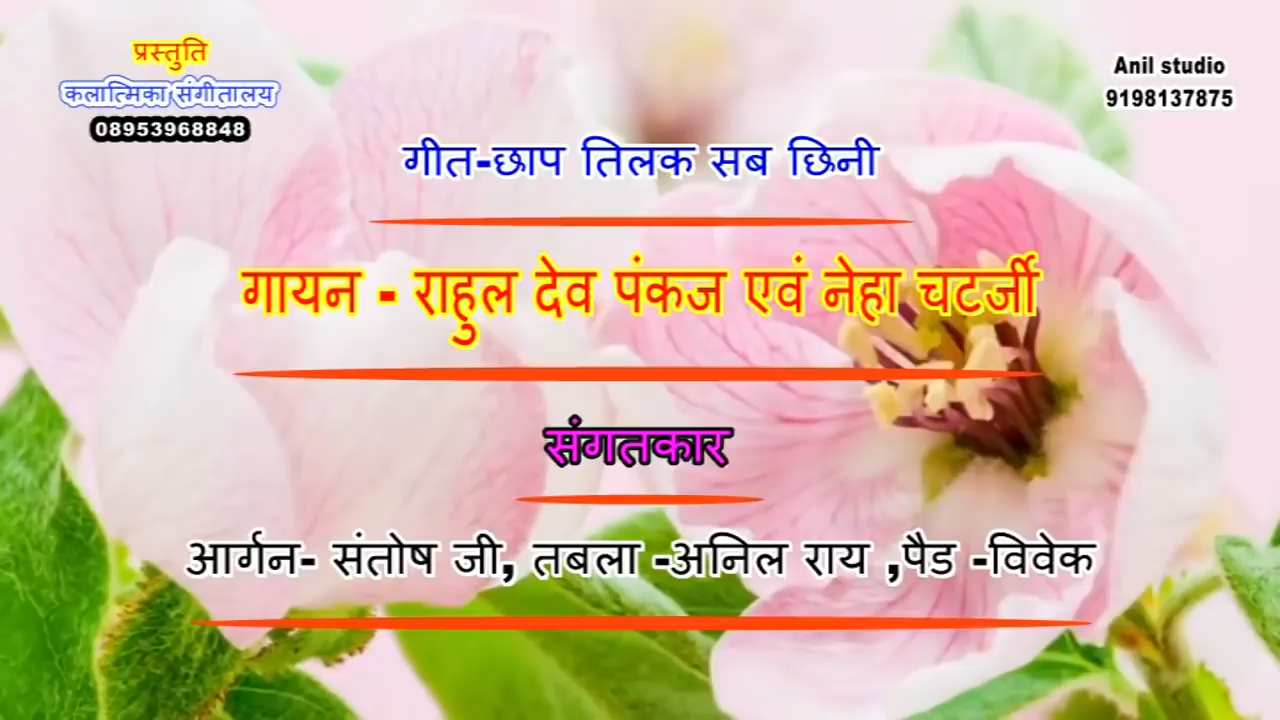 प्रस्तुति
कलात्मिका संगीतालय
08953968848
Anil studio
9198137875
गीत-छाप तिलक सब छिनी
गायन - राहुल देव पंकज एवं नेहा चटर्जी
संगतकार
आर्गन- संतोष जी, तबला -अनिल राय ,पैड -विवेक